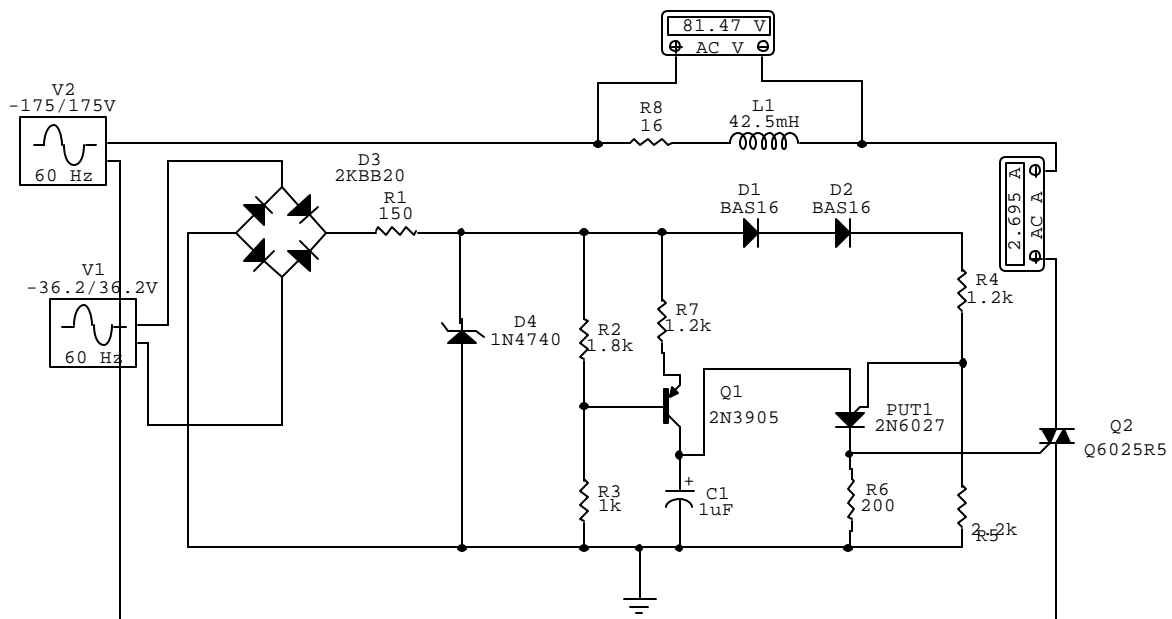 81.47 V
AC V
V2
-175/175V
60 Hz
R8
16
L1
42.5mH
D3
2KBB20
R1
150
D1
BAS16
D2
BAS16
2.695 A
AC A
V1
-36.2/36.2V
60 Hz
R4
1.2k
D4
1N4740
R2
1.8k
R7
1.2k
Q1
2N3905
PUT1
2N6027
Q2
Q6025R5
R3
1k
+
C1
1uF
R6
200
2.2k
R5